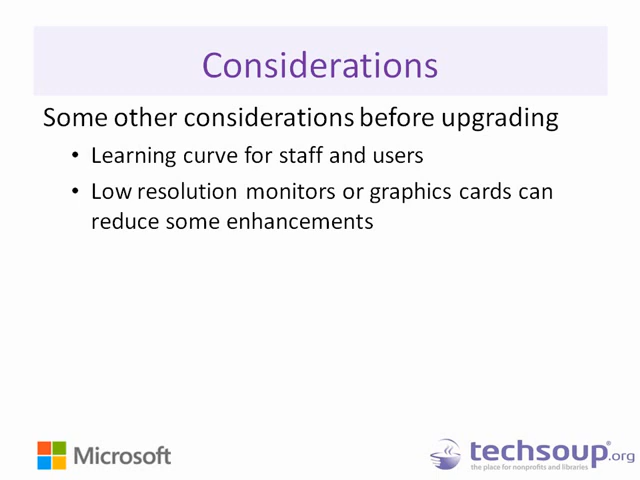 Considerations
Some other considerations before upgrading
• Learning curve for staff and users
• Low resolution monitors or graphics cards can
reduce some enhancements
Microsoft
techsoup®.org
the place for nonprofits and libraries